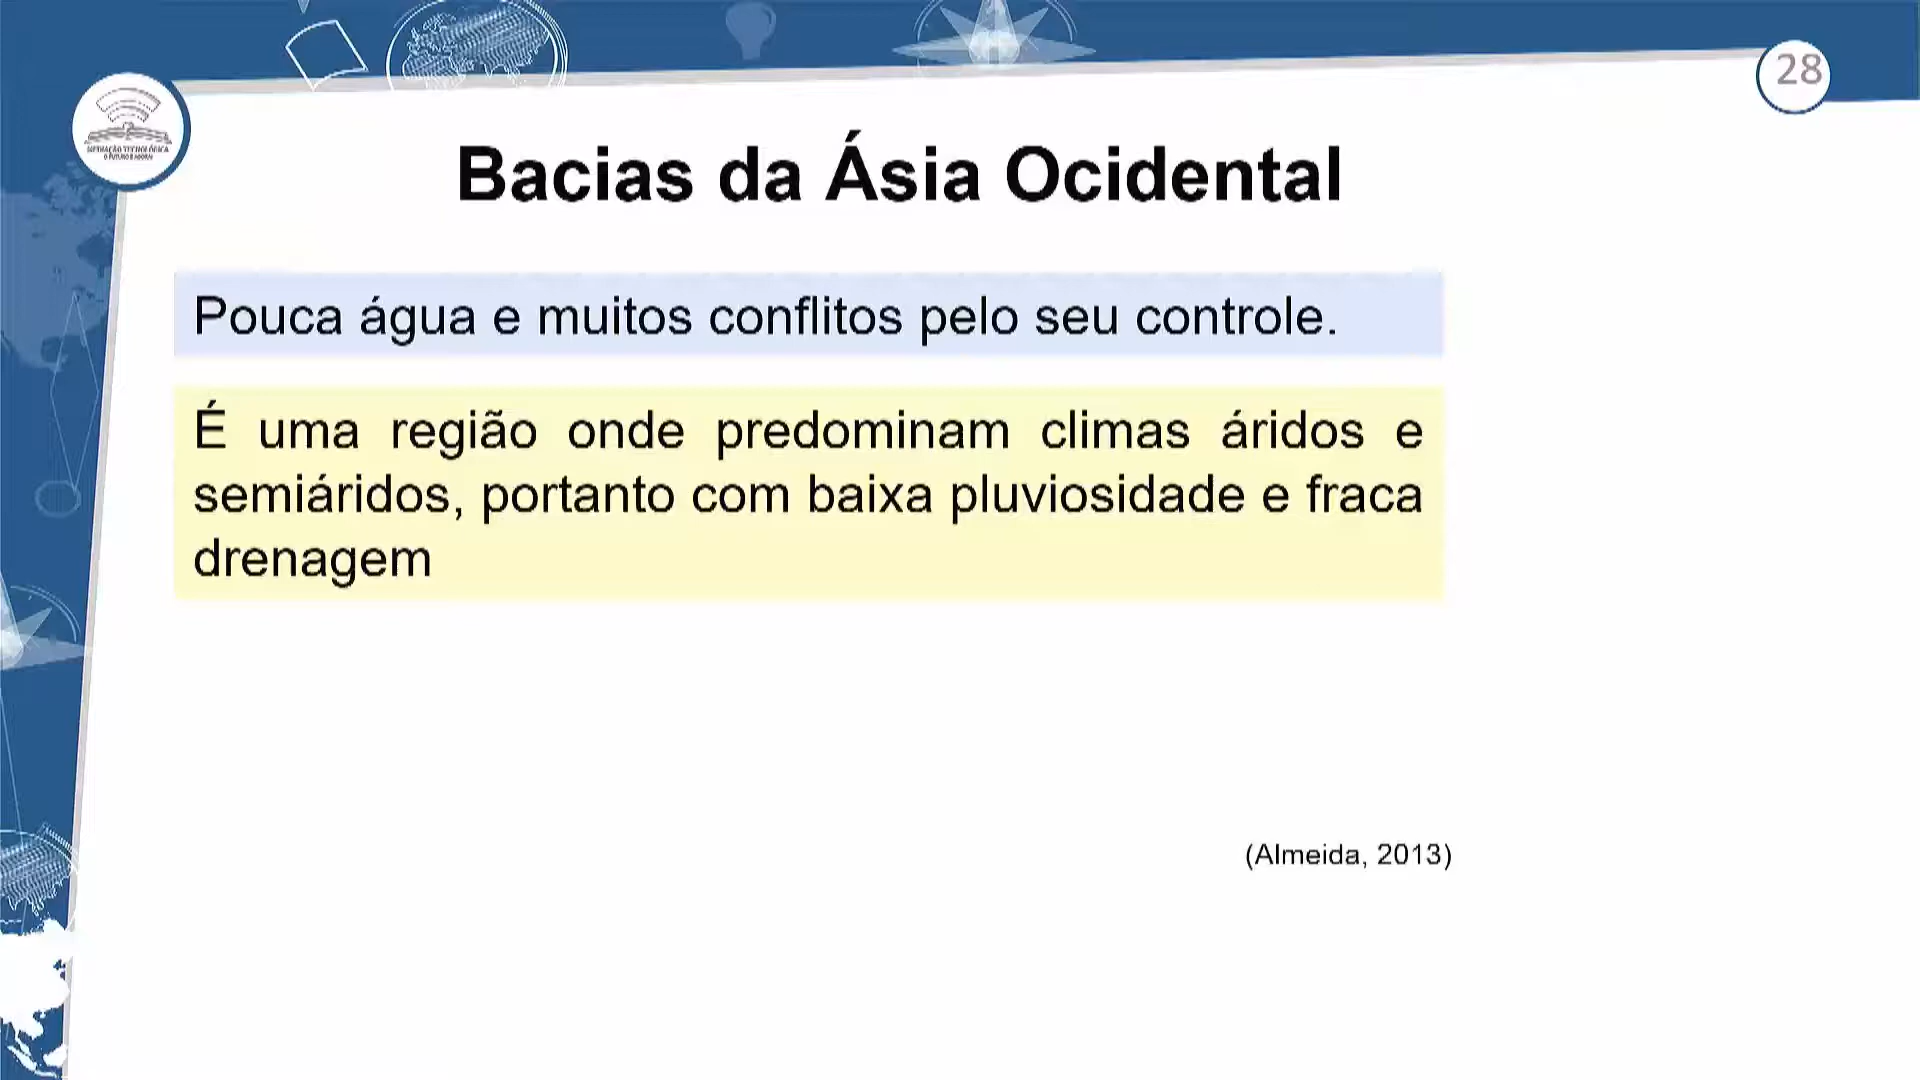 28
Bacias da Ásia Ocidental
Pouca água e muitos conflitos pelo seu controle.
É uma região onde predominam climas áridos e
semiáridos, portanto com baixa pluviosidade e fraca
drenagem
(Almeida, 2013)